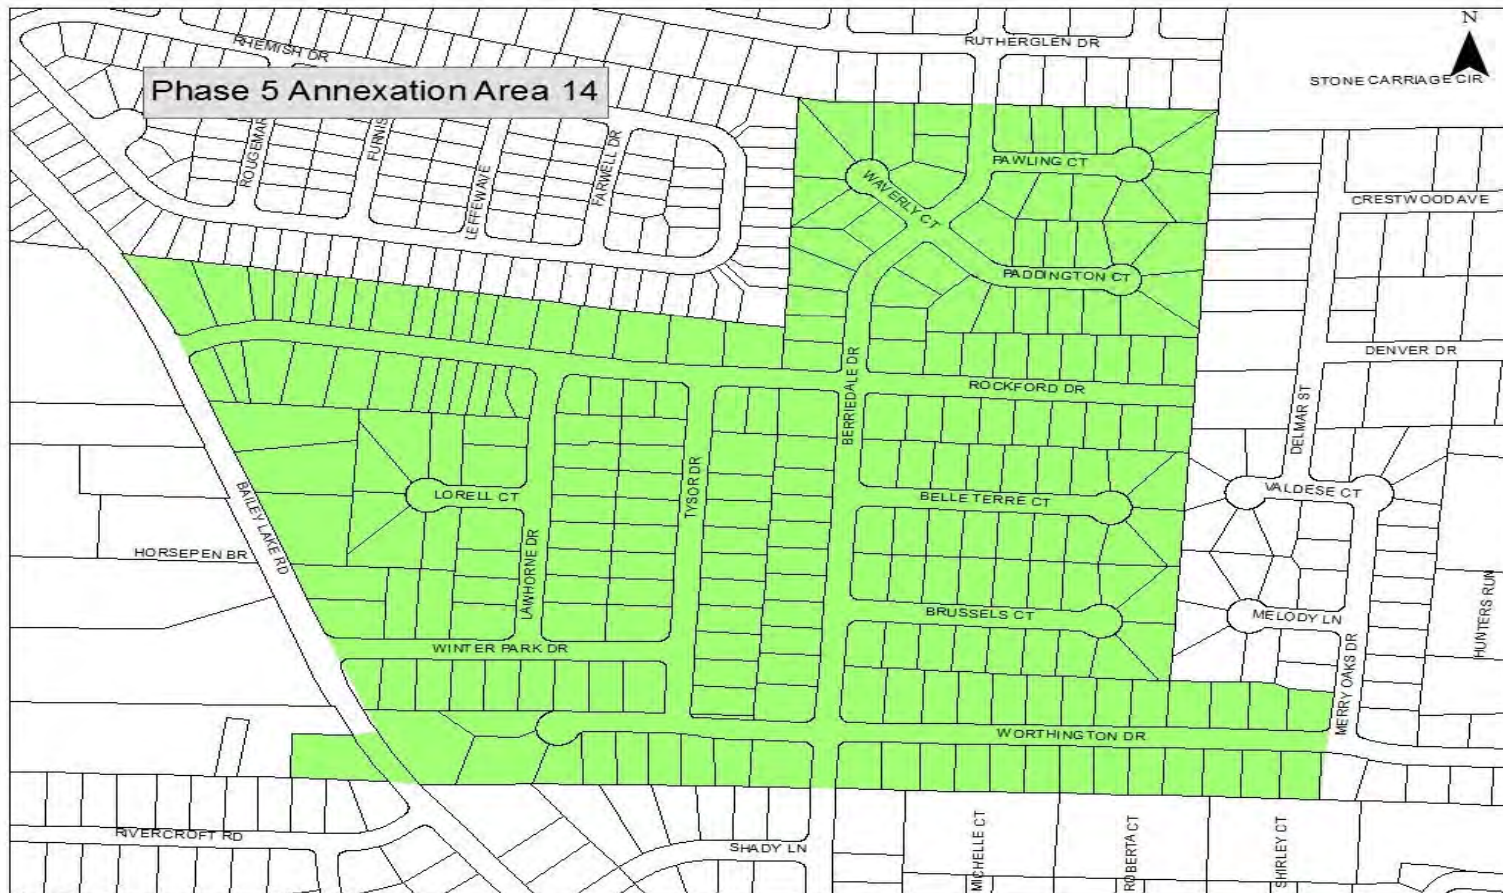 N
RUTHERGLEN DR
RHEMISH DR
STONE CARRIAGE CIR
Phase 5 Annexation Area 14
ROUGEMAR
FURNIS
LEFFEW AVE
FARWELL DR
PAWLING CT
WAVERLY CT
CRESTWOOD AVE
PADDINGTON CT
DENVER DR
ROCKFORD DR
BERRIEDALE DR
DELMAR ST
TYSOR DR
LORELL CT
BELLE TERRE CT
VALDESE CT
BAILEY LAKE RD
HORSEPEN BR
LAWHORNE DR
BRUSSELS CT
MELODY LN
HUNTERS RUN
WINTER PARK DR
MERRY OAKS DR
WORTHINGTON DR
RIVERCROFT RD
SHADY LN
MICHELLE CT
ROBERTA CT
SHIRLEY CT